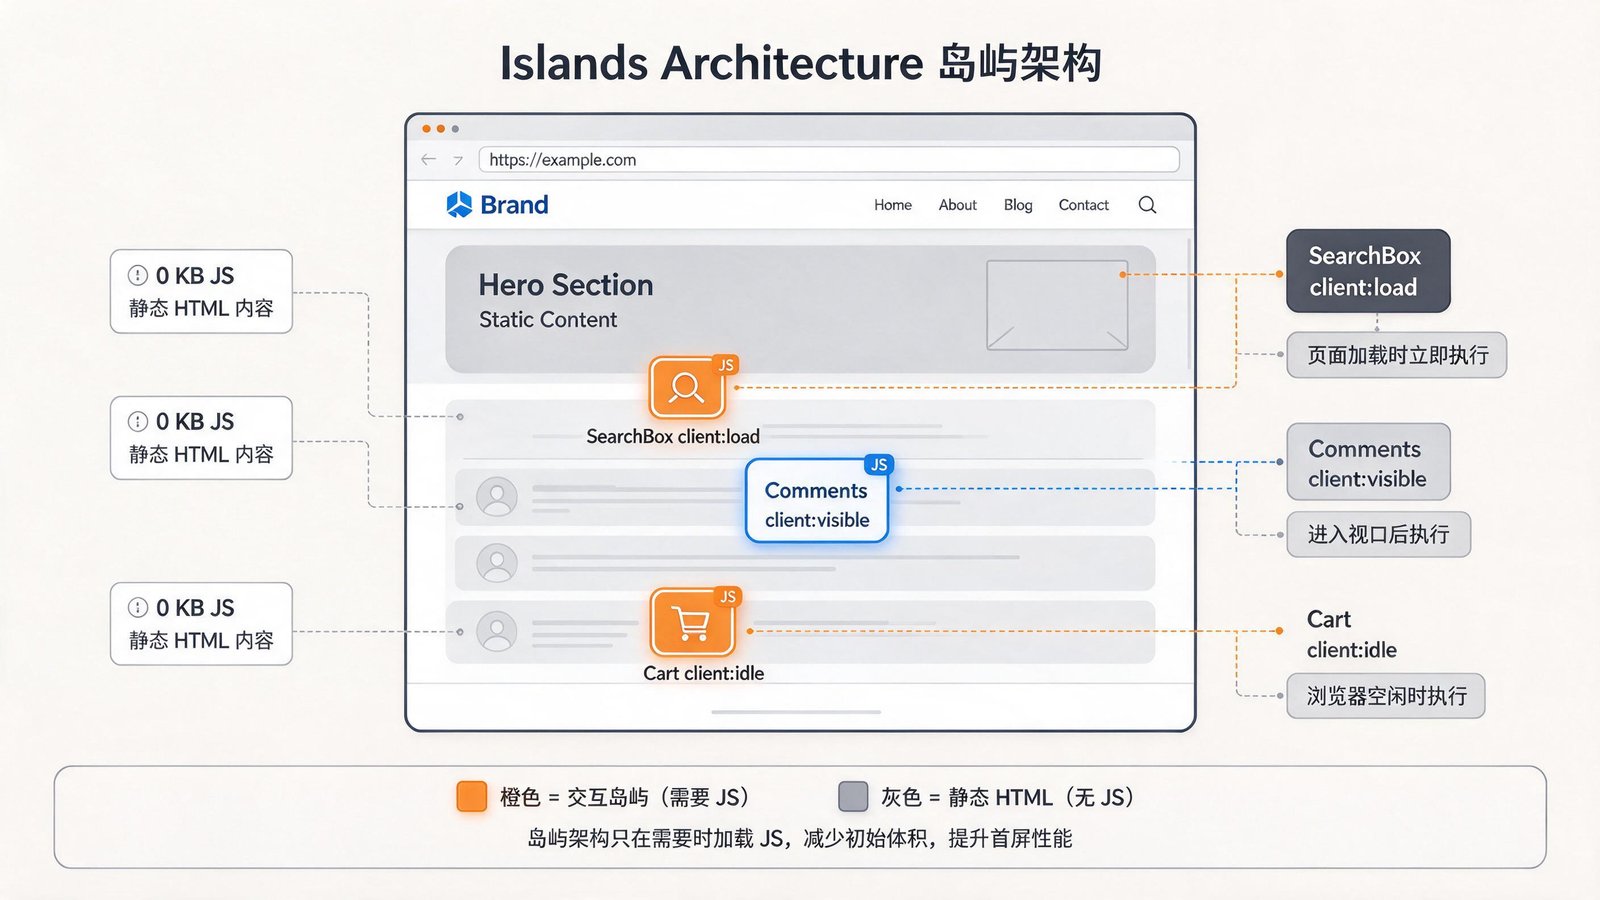 Islands Architecture 岛屿架构
https://example.com
Brand
Home
About
Blog
Contact
0 KB JS
静态 HTML 内容
0 KB JS
静态 HTML 内容
0 KB JS
静态 HTML 内容
Hero Section
Static Content
JS
SearchBox client:load
JS
Comments
client:visible
JS
Cart client:idle
SearchBox
client:load
页面加载时立即执行
Comments
client:visible
进入视口后执行
Cart
client:idle
浏览器空闲时执行
橙色 = 交互岛屿（需要 JS）
灰色 = 静态 HTML（无 JS）
岛屿架构只在需要时加载 JS，减少初始体积，提升首屏性能